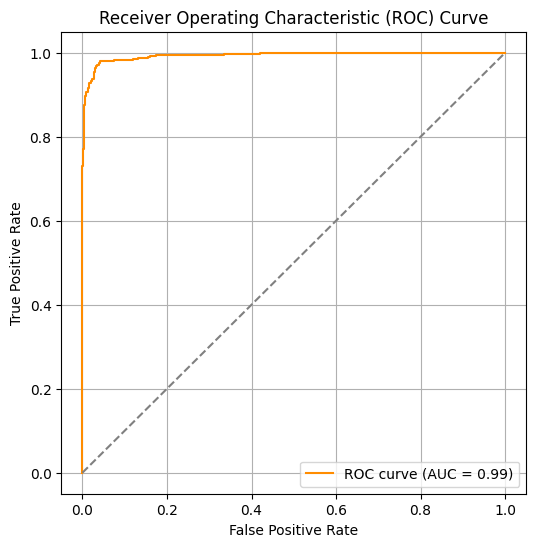 Receiver Operating Characteristic (ROC) Curve
True Positive Rate
1.0
0.8
0.6
0.4
0.2
0.0
ROC curve (AUC = 0.99)
0.0 0.2 0.4 0.6 0.8 1.0
False Positive Rate